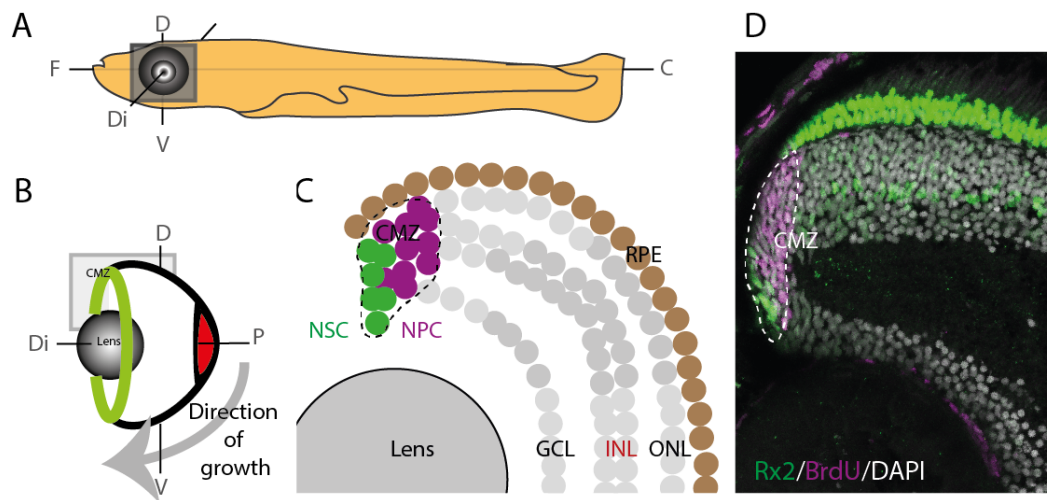 A
D
F
C
Di
V
B
D
CMZ
Lens
Di
P
Direction
of
growth
V
C
CMZ
RPE
NSC
NPC
Lens
GCL
INL
ONL
D
CMZ
Rx2/BrdU/DAPI